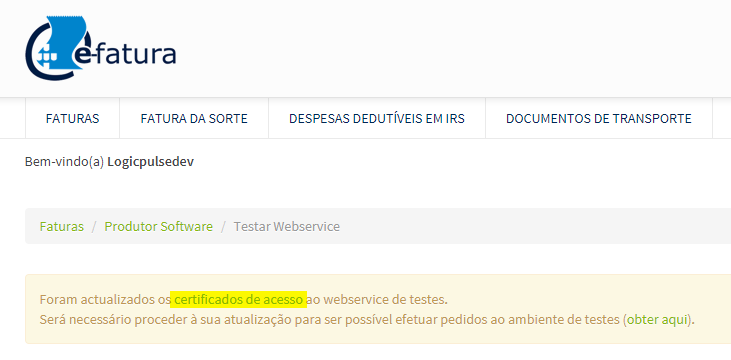 e-fatura
FATURAS FATURA DA SORTE DESPESAS DEDUTÍVEIS EM IRS DOCUMENTOS DE TRANSPORTE
Bem-vindo(a) Logicpulsedev
Faturas / Produtor Software / Testar Webservice
Foram actualizados os certificados de acesso ao webservice de testes.
Será necessário proceder à sua atualização para ser possível efetuar pedidos ao ambiente de testes (obter aqui).